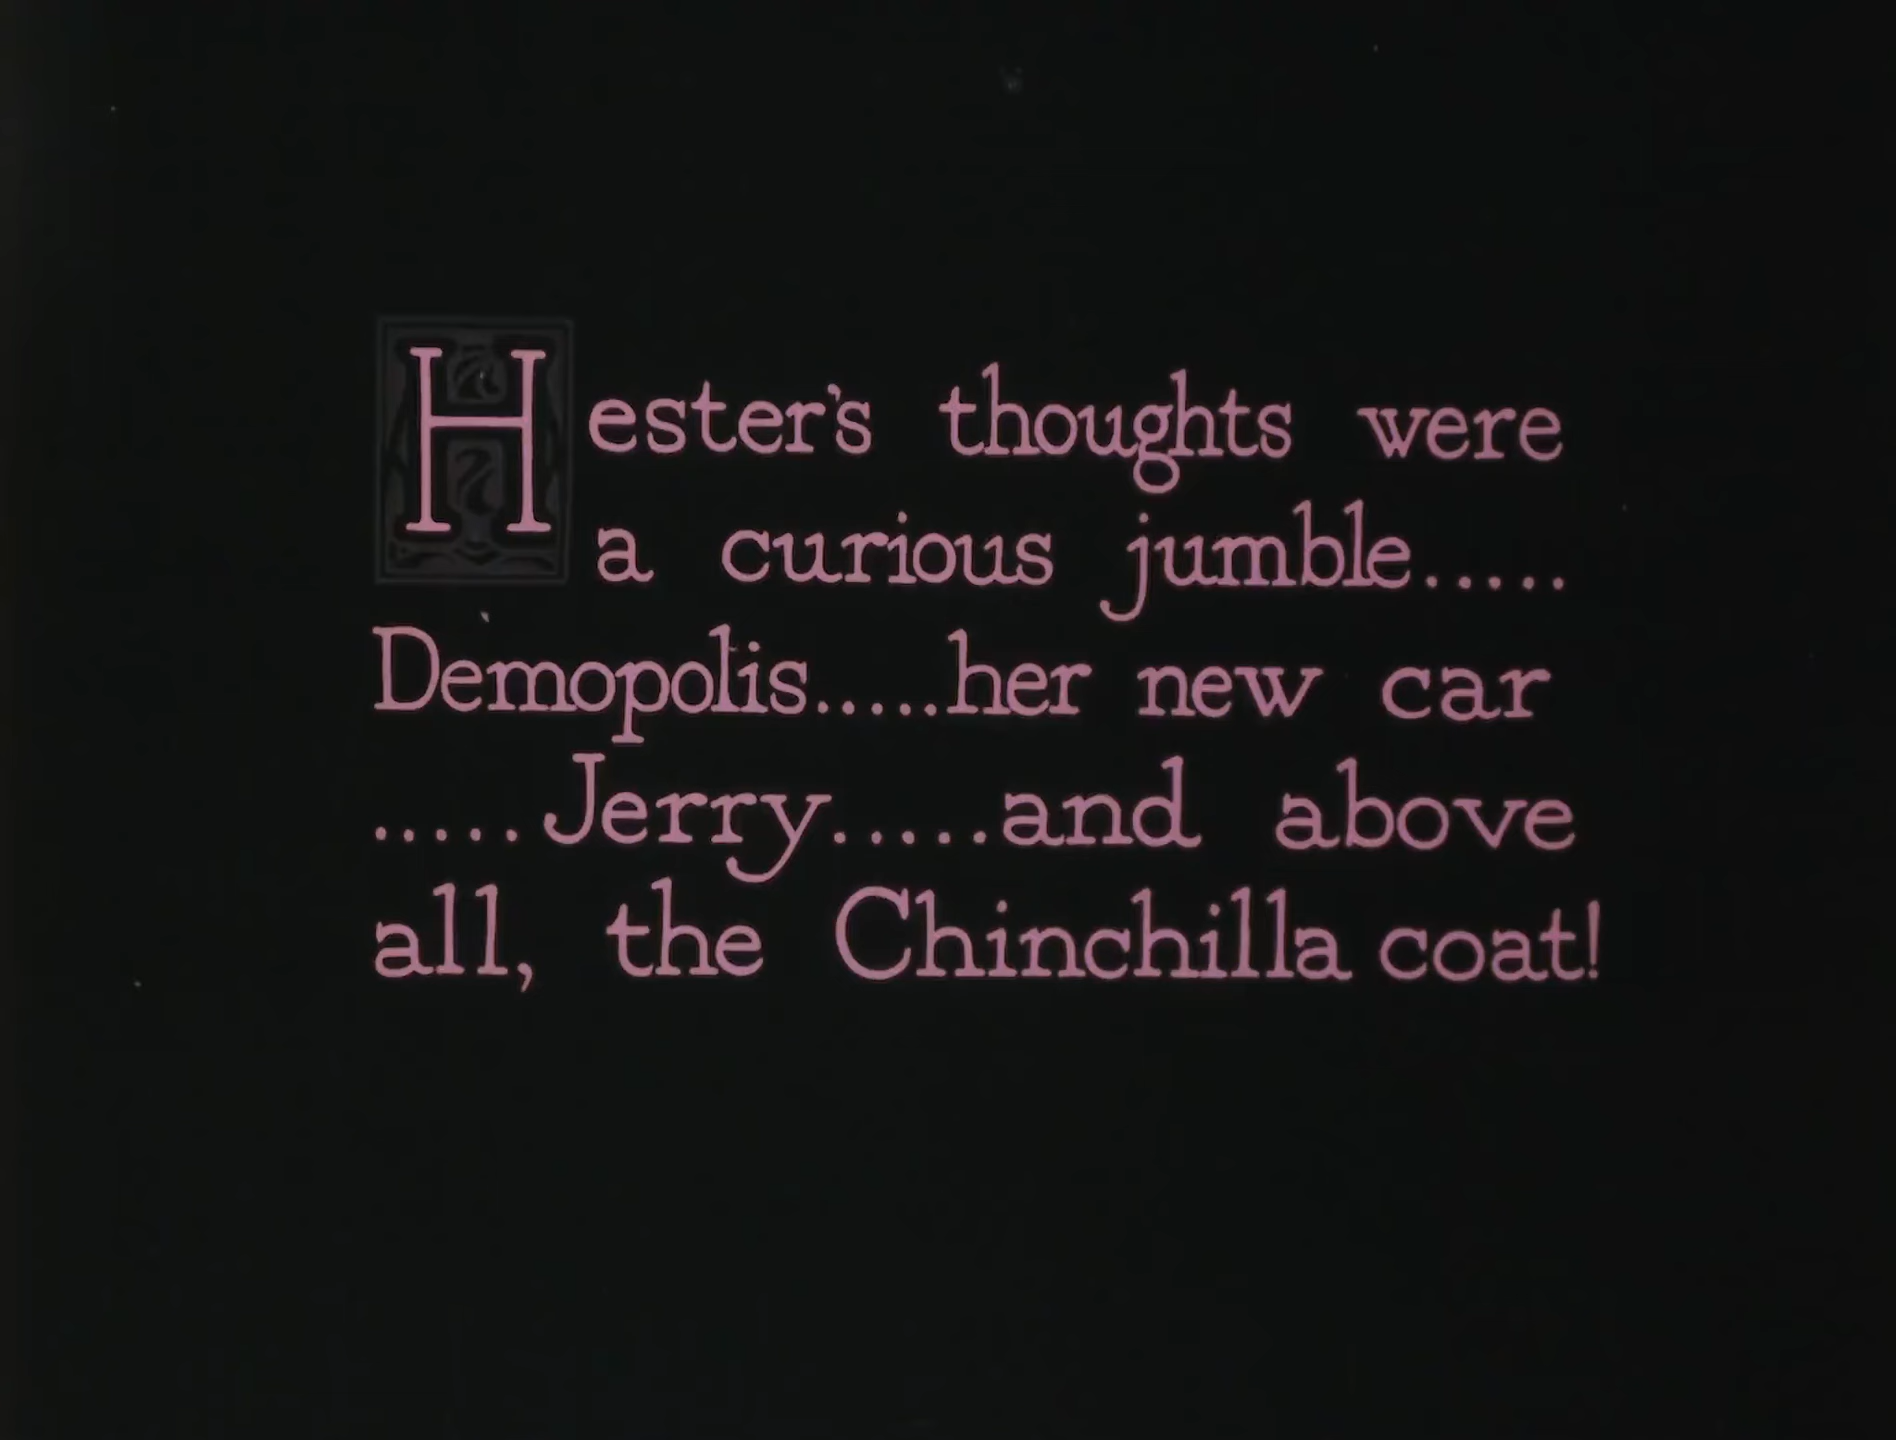 Hester's thoughts were
a curious jumble.....
Demopolis.....her new car
.....Jerry.....and above
all, the Chinchilla coat!